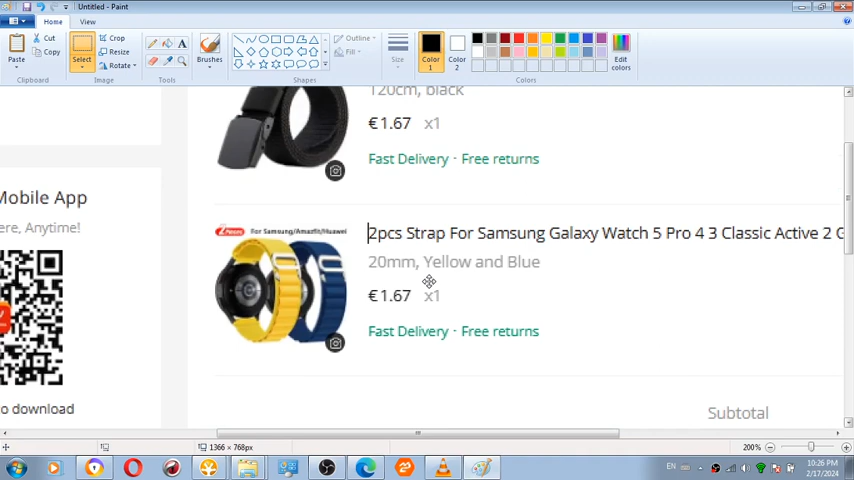 Untitled - Paint
Home View
Paste
Cut
Copy
Clipboard
Select
Crop
Resize
Rotate
Image
Tools
Brushes
Outline
Fill
Shapes
Size
Color 1
Color 2
Colors
Edit colors
120cm, black
€1.67 x1
Fast Delivery · Free returns
Mobile App
ere, Anytime!
o download
2 Pieces For Samsung/Amazfit/Huawei
2pcs Strap For Samsung Galaxy Watch 5 Pro 4 3 Classic Active 2 G
20mm, Yellow and Blue
€1.67 x1
Fast Delivery · Free returns
Subtotal
1366 × 768px
200%
EN
10:26 PM
2/17/2024